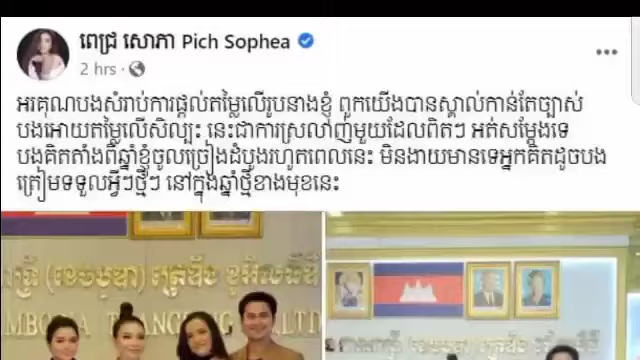 ពេជ្រ សោភា Pich Sophea
2 hrs
អរគុណបងសំរាប់ការផ្តល់តម្លៃលើរូបនាងខ្ញុំ ពួកយើងបានស្គាល់កាន់តែច្បាស់
បងអោយតម្លៃលើសិល្បះ នេះជាការស្រលាញ់មួយដែលពិតៗ អត់សម្តែងទេ
បងគិតតាំងពីឆ្នាំខ្ញុំចូលច្រៀងដំបូងរហូតពេលនេះ មិនងាយមានទេអ្នកគិតដូចបង
ត្រៀមទទួលអ្វីៗថ្មីៗ នៅក្នុងឆ្នាំថ្មីខាងមុខនេះ